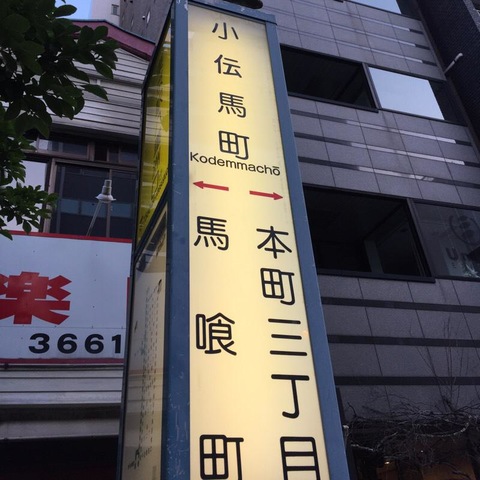 小伝馬町
Kodemmachō
馬喰町
本町三丁目
楽
3661